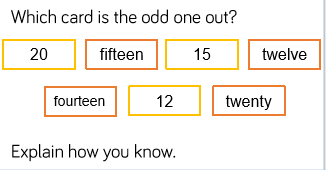 Which card is the odd one out?
20 fifteen 15 twelve
fourteen 12 twenty
Explain how you know.